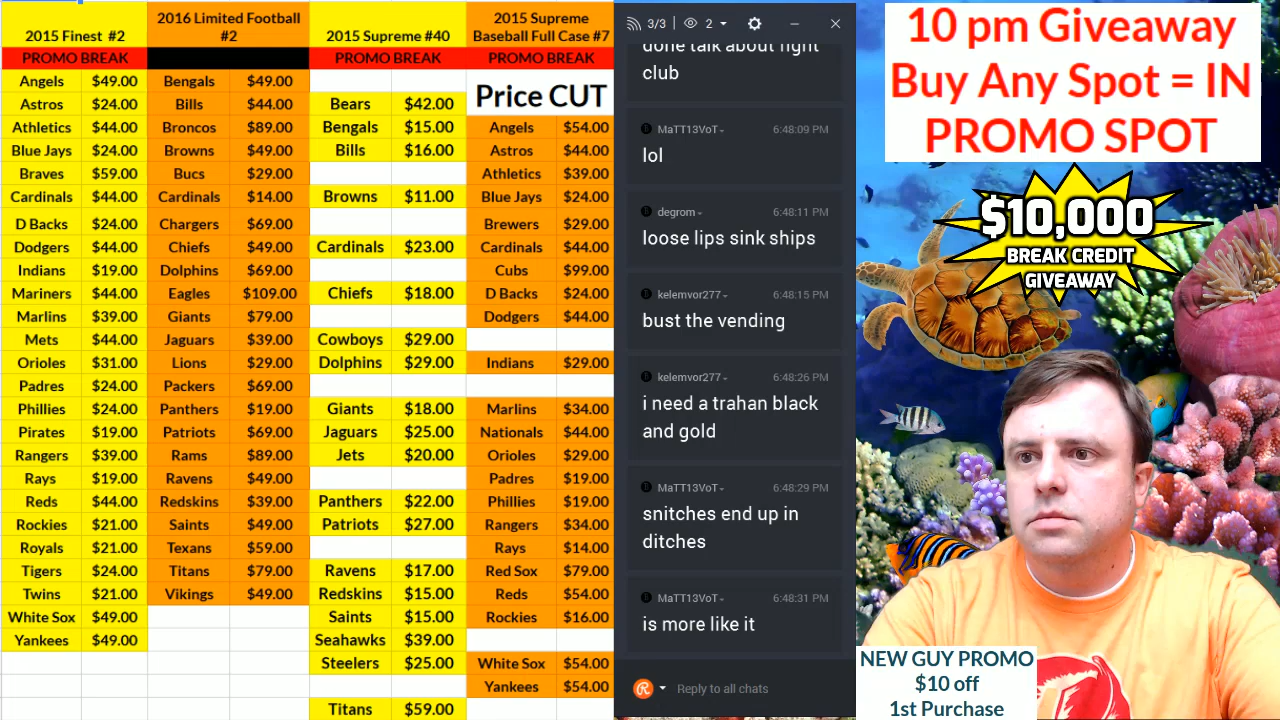 2015 Finest #2
PROMO BREAK
Angels $49.00
Astros $24.00
Athletics $44.00
Blue Jays $24.00
Braves $59.00
Cardinals $44.00
D Backs $24.00
Dodgers $44.00
Indians $19.00
Mariners $44.00
Marlins $39.00
Mets $44.00
Orioles $31.00
Padres $24.00
Phillies $24.00
Pirates $19.00
Rangers $39.00
Rays $19.00
Reds $44.00
Rockies $21.00
Royals $21.00
Tigers $24.00
Twins $21.00
White Sox $49.00
Yankees $49.00
2016 Limited Football
#2
Bengals $49.00
Bills $44.00
Broncos $89.00
Browns $49.00
Bucs $29.00
Cardinals $14.00
Chargers $69.00
Chiefs $49.00
Dolphins $69.00
Eagles $109.00
Giants $79.00
Jaguars $39.00
Lions $29.00
Packers $69.00
Panthers $19.00
Patriots $69.00
Rams $89.00
Ravens $49.00
Redskins $39.00
Saints $49.00
Texans $59.00
Titans $79.00
Vikings $49.00
2015 Supreme #40
PROMO BREAK
Bears $42.00
Bengals $15.00
Bills $16.00
Browns $11.00
Cardinals $23.00
Chiefs $18.00
Cowboys $29.00
Dolphins $29.00
Giants $18.00
Jaguars $25.00
Jets $20.00
Panthers $22.00
Patriots $27.00
Ravens $17.00
Redskins $15.00
Saints $15.00
Seahawks $39.00
Steelers $25.00
Titans $59.00
2015 Supreme
Baseball Full Case #7
PROMO BREAK
Price CUT
Angels $54.00
Astros $44.00
Athletics $39.00
Blue Jays $24.00
Brewers $29.00
Cardinals $44.00
Cubs $99.00
D Backs $24.00
Dodgers $44.00
Indians $29.00
Marlins $34.00
Nationals $44.00
Orioles $29.00
Padres $19.00
Phillies $19.00
Rangers $34.00
Rays $14.00
Red Sox $79.00
Reds $54.00
Rockies $16.00
White Sox $54.00
Yankees $54.00
3/3 | 2
done talk about fight
club
MaTT13VoT 6:48:09 PM
lol
degrom 6:48:11 PM
loose lips sink ships
kelemvor277 6:48:15 PM
bust the vending
kelemvor277 6:48:26 PM
i need a trahan black
and gold
MaTT13VoT 6:48:29 PM
snitches end up in
ditches
MaTT13VoT 6:48:31 PM
is more like it
Reply to all chats
10 pm Giveaway
Buy Any Spot = IN
PROMO SPOT
$10,000
BREAK CREDIT
GIVEAWAY
NEW GUY PROMO
$10 off
1st Purchase